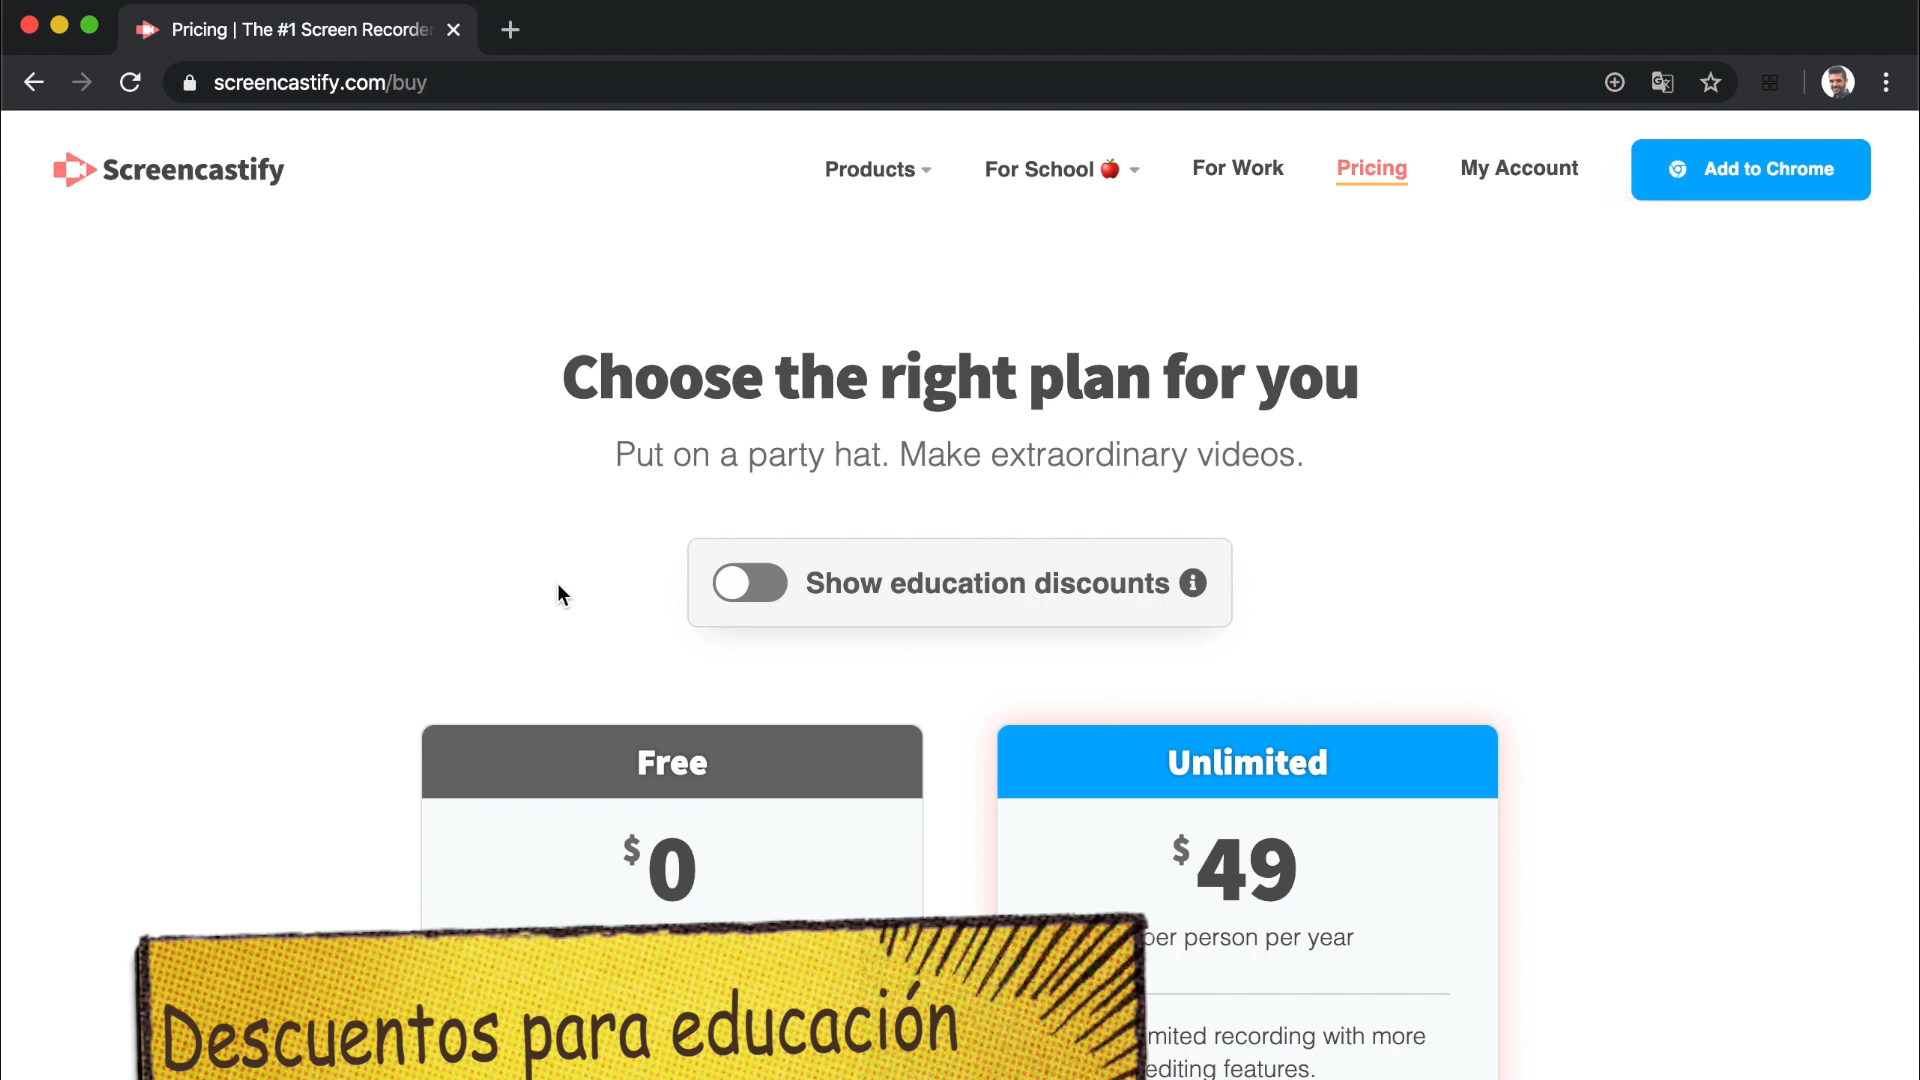 Pricing | The #1 Screen Recorder
screencastify.com/buy
Screencastify
Products
For School
For Work
Pricing
My Account
Add to Chrome
Choose the right plan for you
Put on a party hat. Make extraordinary videos.
Show education discounts
Free
Unlimited
$0
$49
per person per year
mited recording with more
editing features.
Descuentos para educación